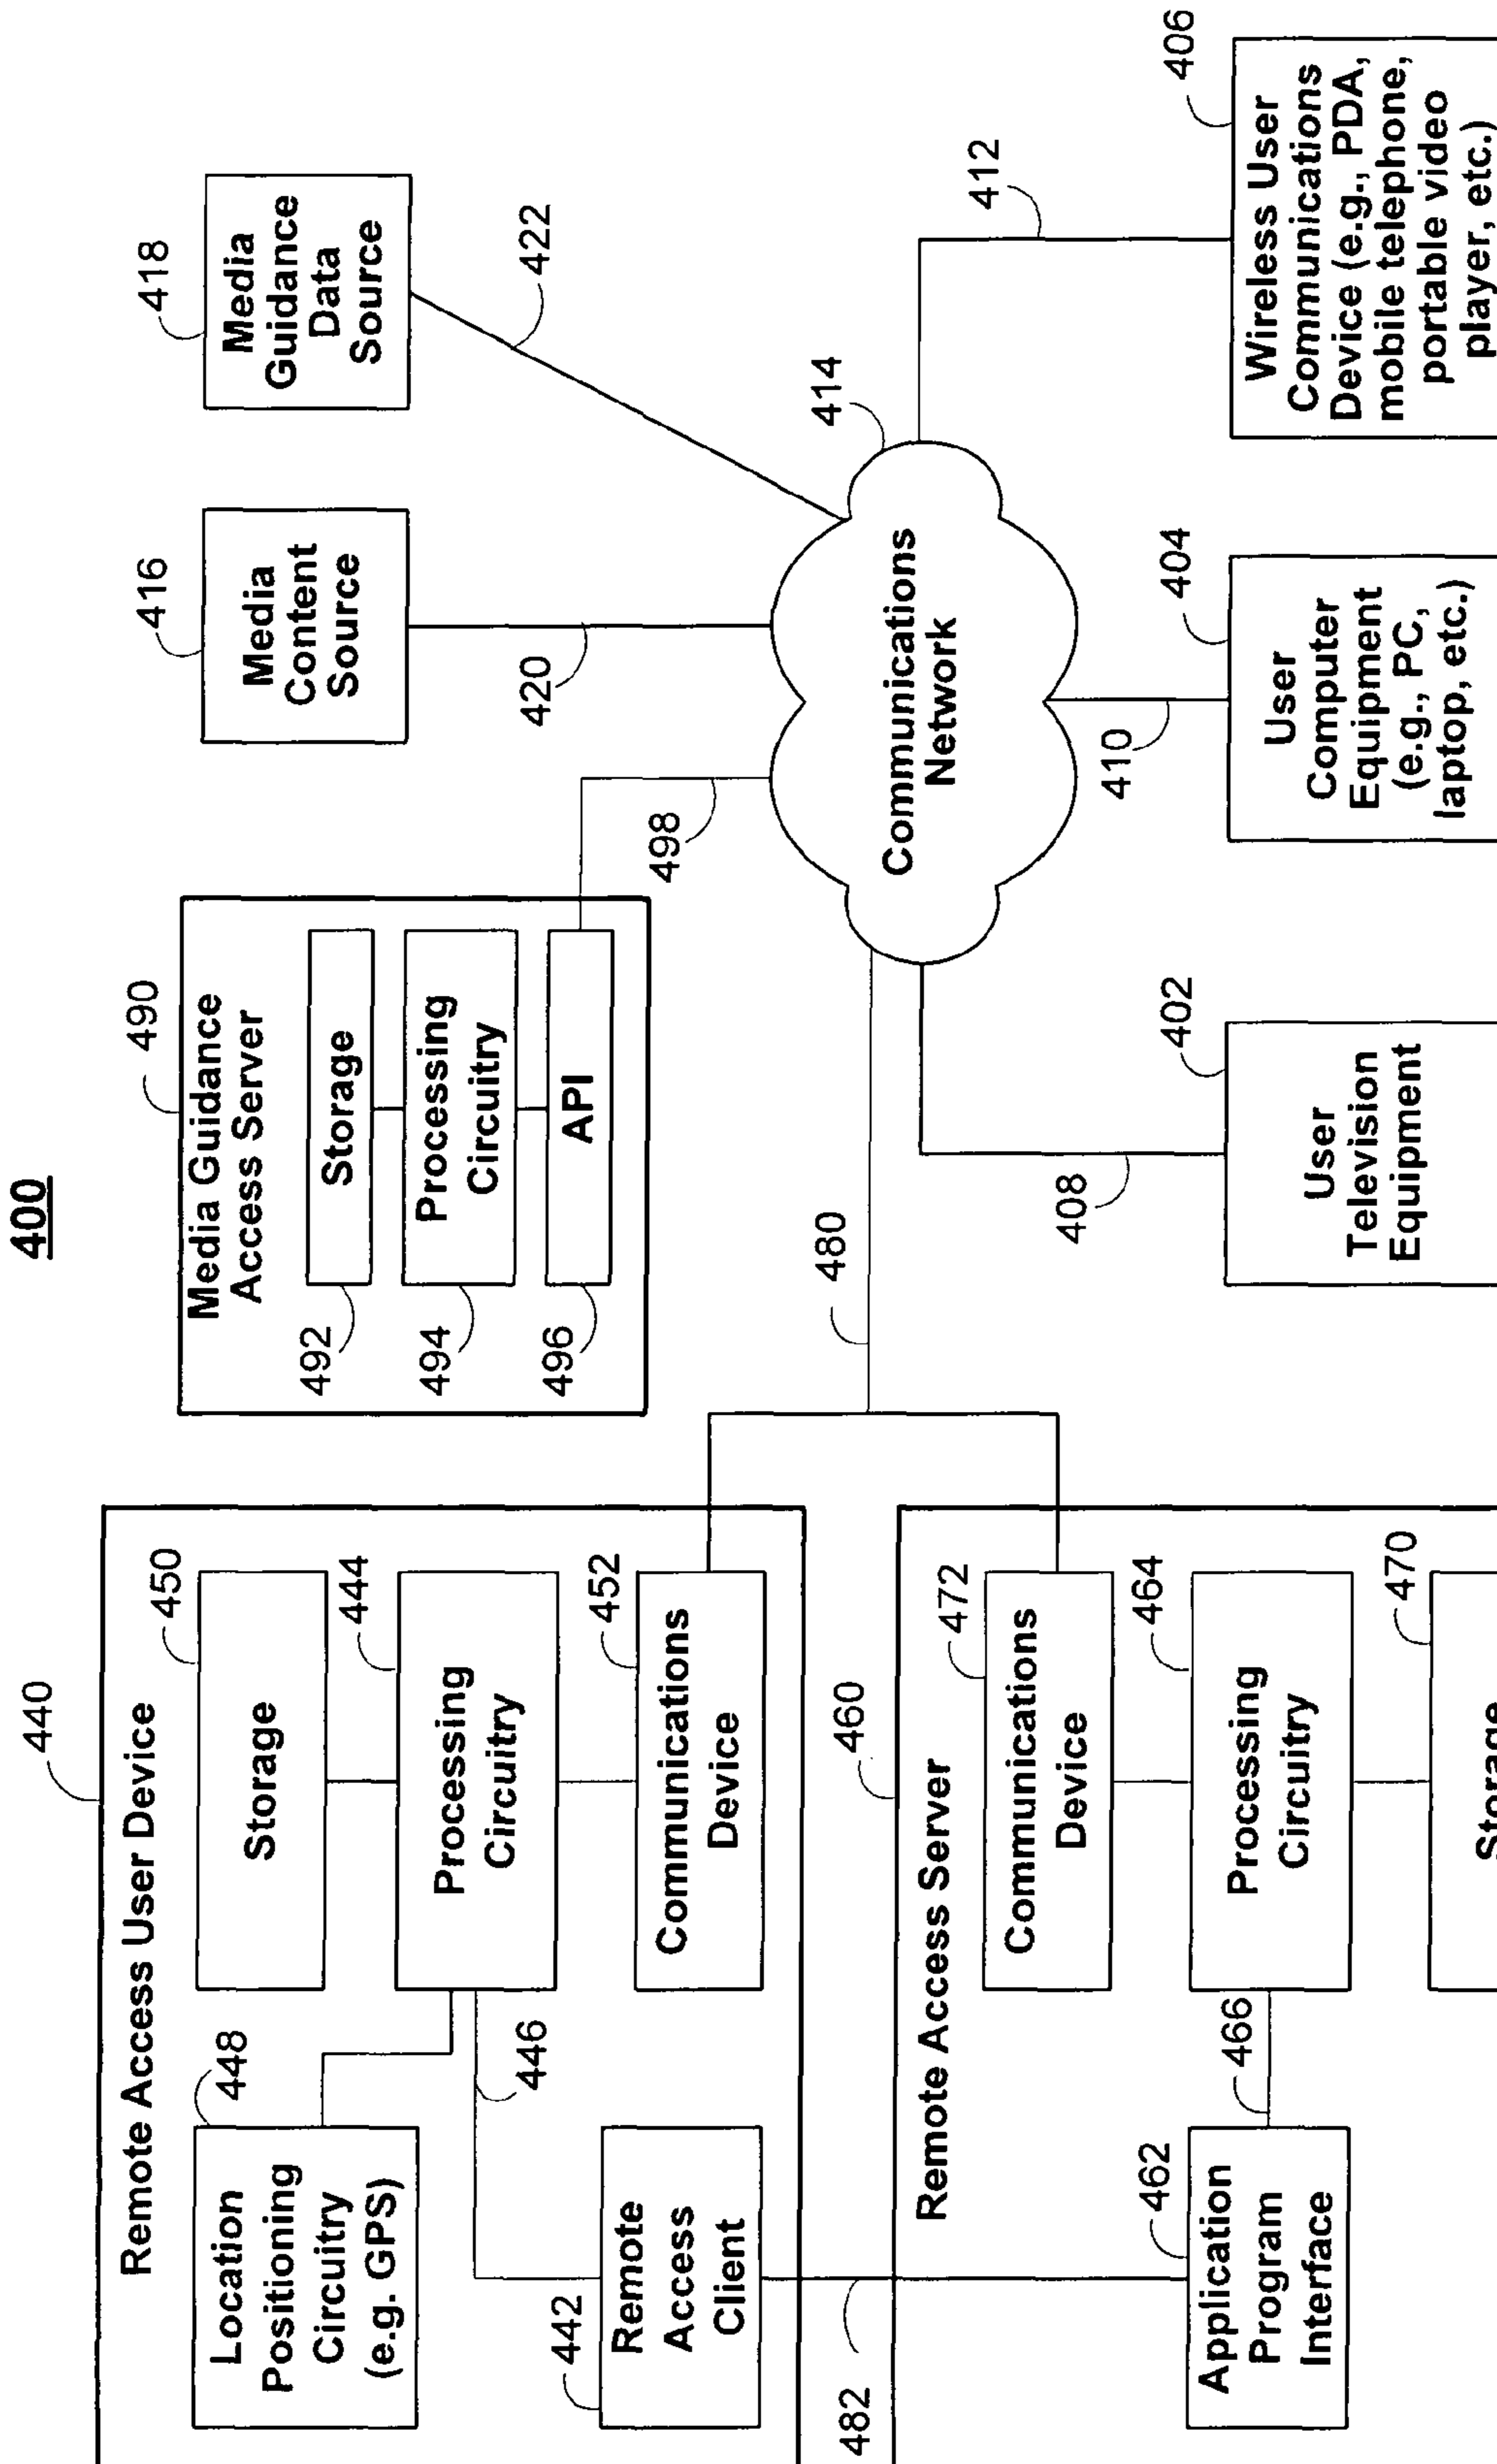 400
440
Remote Access User Device
448
Location
Positioning
Circuitry
(e.g. GPS)
450
Storage
444
Processing
Circuitry
446
442
Remote
Access
Client
452
Communications
Device
482
460
Remote Access Server
472
Communications
Device
464
Processing
Circuitry
466
462
Application
Program
Interface
470
480
490
Media Guidance
Access Server
492
Storage
494
Processing
Circuitry
496
API
498
416
Media
Content
Source
420
418
Media
Guidance
Data
Source
422
414
Communications
Network
408
402
User
Television
Equipment
410
404
User
Computer
Equipment
(e.g., PC,
laptop, etc.)
412
406
Wireless User
Communications
Device (e.g., PDA,
mobile telephone,
portable video
player, etc.)